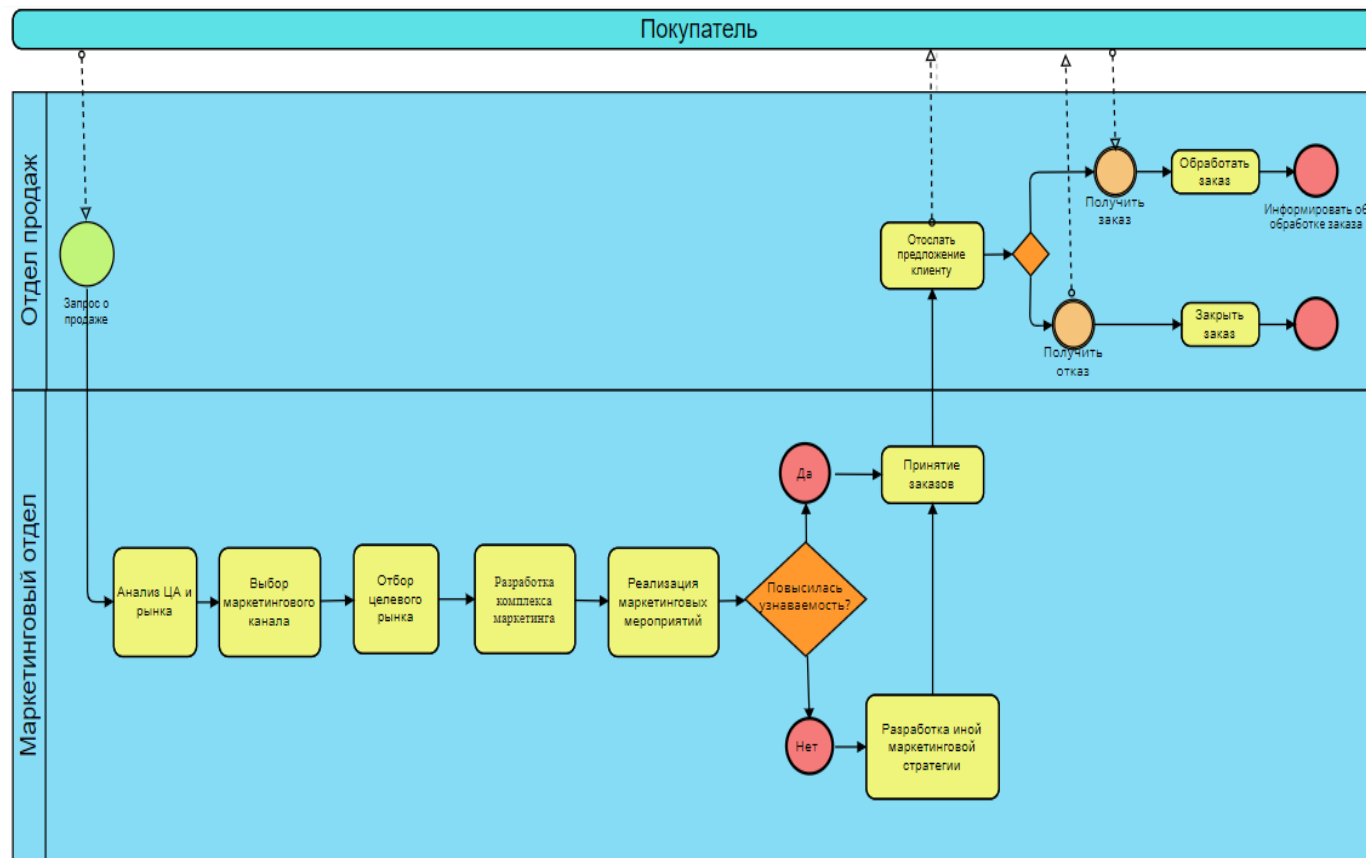 Покупатель
Отдел продаж
Запрос о
продаже
Отослать
предложение
клиенту
Получить
заказ
Обработать
заказ
Информировать об
обработке заказа
Получить
отказ
Закрыть
заказ
Маркетинговый отдел
Анализ ЦА и
рынка
Выбор
маркетингового
канала
Отбор
целевого
рынка
Разработка
комплекса
маркетинга
Реализация
маркетинговых
мероприятий
Повысилась
узнаваемость?
Да
Принятие
заказов
Нет
Разработка иной
маркетинговой
стратегии